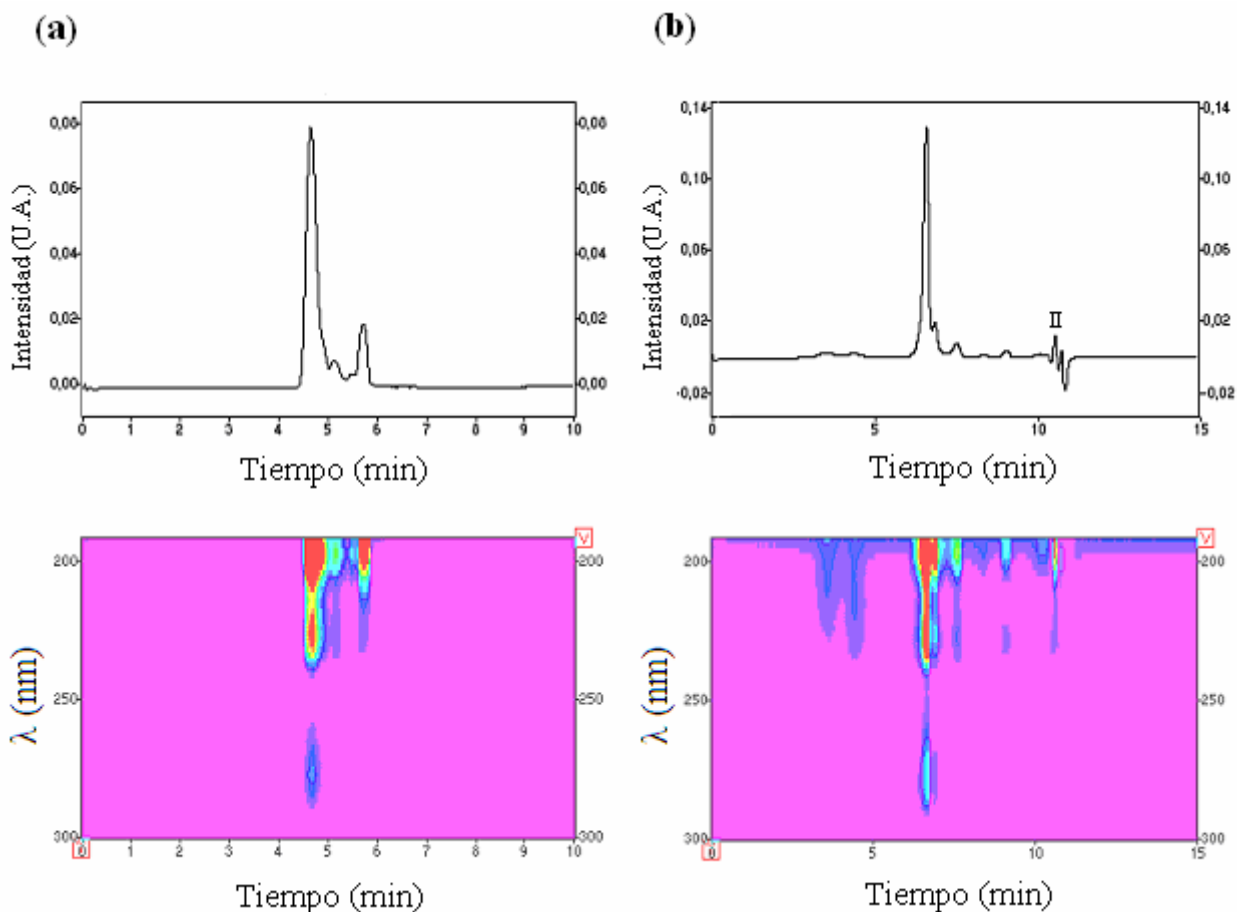 (a)
(b)
Intensidad (U.A.)
0,08 0,08
0,06 0,06
0,04 0,04
0,02 0,02
0,00 0,00
0 1 2 3 4 5 6 7 8 9 10
Tiempo (min)
Intensidad (U.A.)
0,14 0,14
0,10 0,10
0,06 0,06
0,02 0,02
-0,02 -0,02
II
0 5 10 15
Tiempo (min)
λ (nm)
200 200
250 250
300 300
0 1 2 3 4 5 6 7 8 9 10
Tiempo (min)
λ (nm)
200 200
250 250
300 300
0 5 10 15
Tiempo (min)